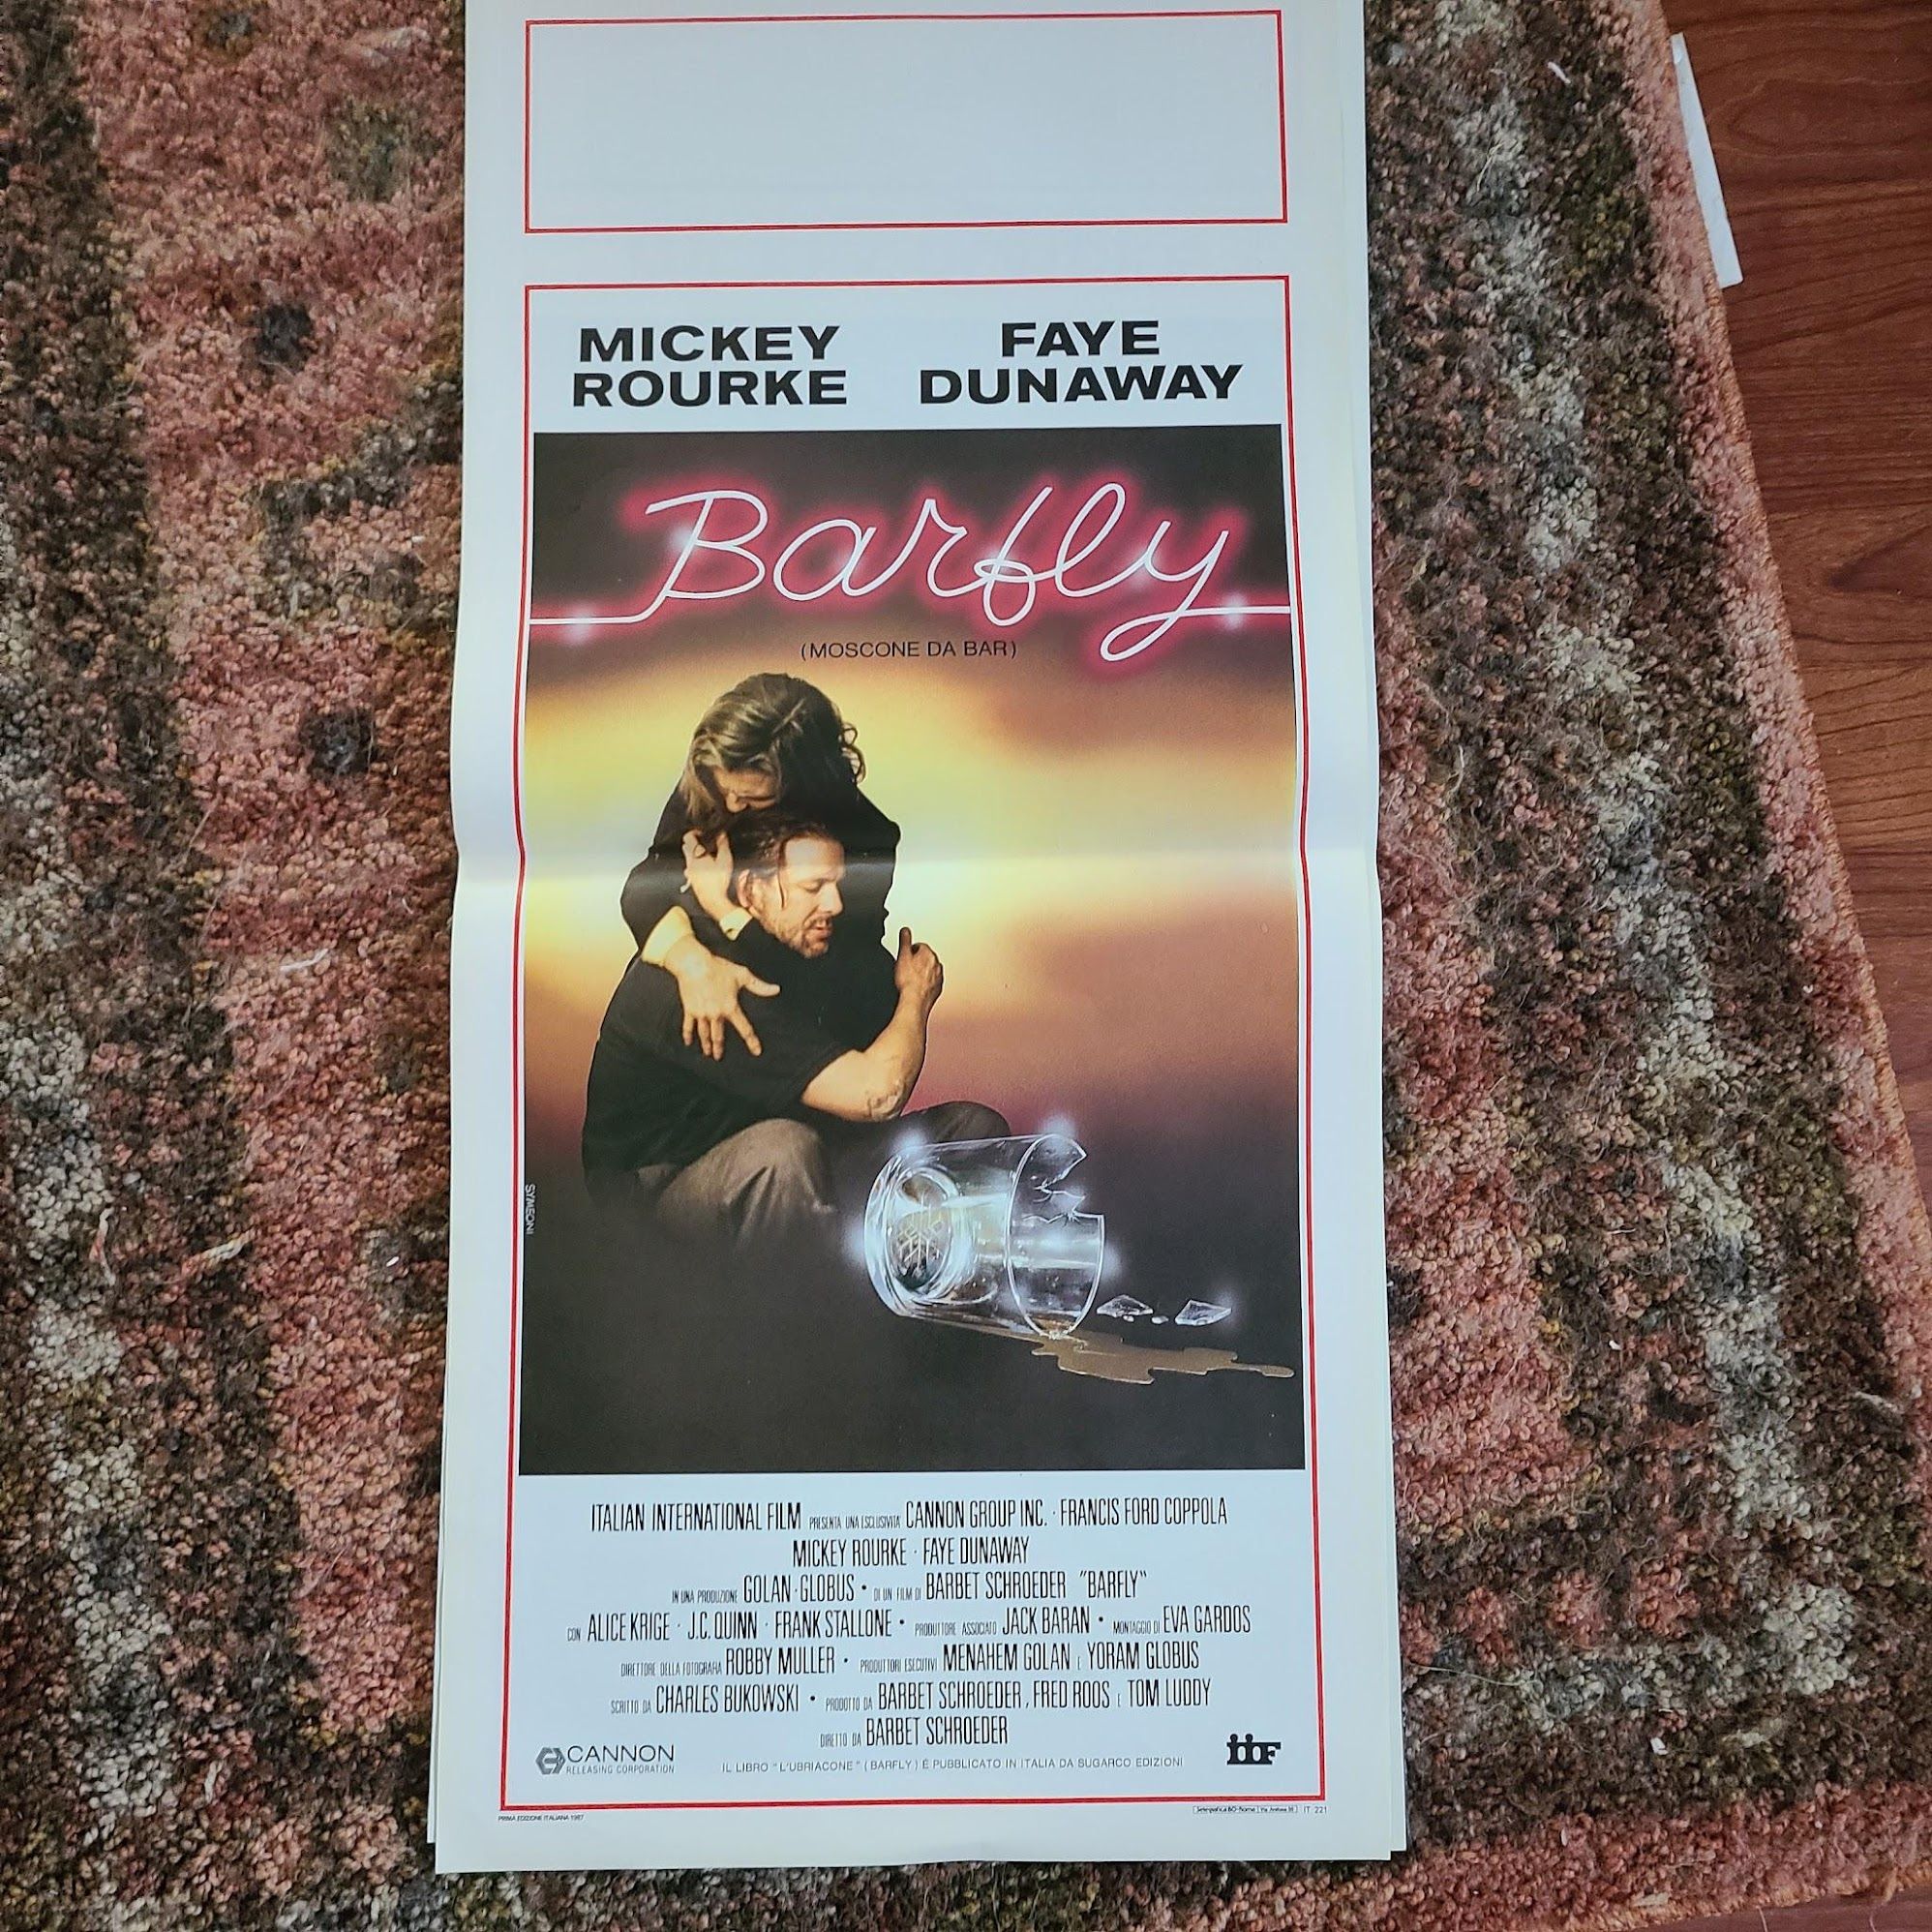 MICKEY ROURKE
FAYE DUNAWAY
Barfly
(MOSCONE DA BAR)
SYMEONI
ITALIAN INTERNATIONAL FILM PRESENTA UNA ESCLUSIVITA' CANNON GROUP INC. · FRANCIS FORD COPPOLA
MICKEY ROURKE · FAYE DUNAWAY
IN UNA PRODUZIONE GOLAN·GLOBUS • DI UN FILM DI BARBET SCHROEDER "BARFLY"
CON ALICE KRIGE · J.C. QUINN · FRANK STALLONE • PRODUTTORE ASSOCIATO JACK BARAN • MONTAGGIO DI EVA GARDOS
DIRETTORE DELLA FOTOGRAFIA ROBBY MULLER • PRODUTTORI ESECUTIVI MENAHEM GOLAN E YORAM GLOBUS
SCRITTO DA CHARLES BUKOWSKI • PRODOTTO DA BARBET SCHROEDER, FRED ROOS E TOM LUDDY
DIRETTO DA BARBET SCHROEDER
CANNON
RELEASING CORPORATION
IL LIBRO "L'UBRIACONE" (BARFLY) È PUBBLICATO IN ITALIA DA SUGARCO EDIZIONI
iif
PRIMA EDIZIONE ITALIANA 1987
IT 221